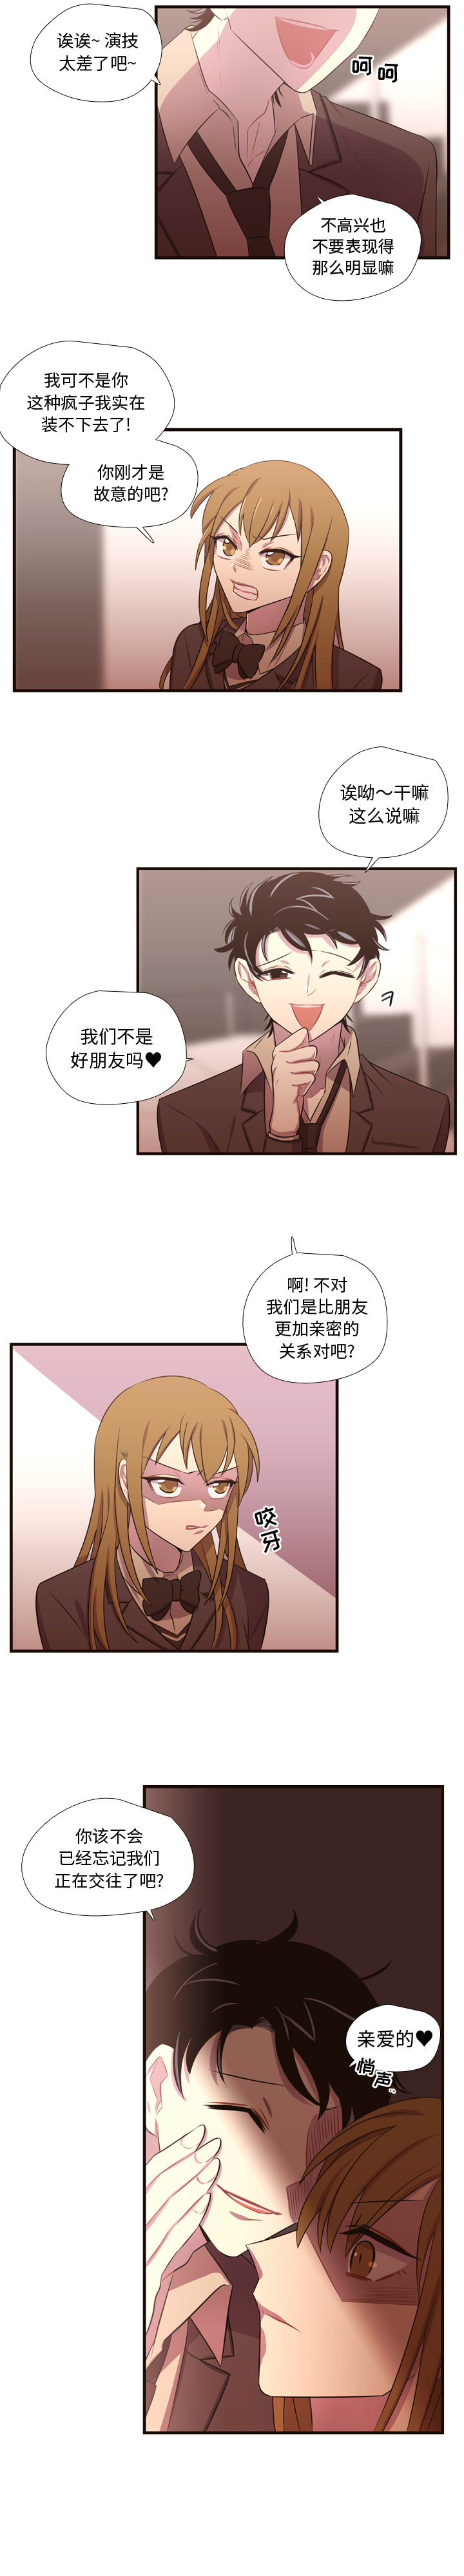 诶诶~ 演技
太差了吧~
呵呵
不高兴也
不要表现得
那么明显嘛
我可不是你
这种疯子我实在
装不下去了!
你刚才是
故意的吧?
诶呦～干嘛
这么说嘛
ㅋ
我们不是
好朋友吗♥
啊! 不对
我们是比朋友
更加亲密的
关系对吧?
咬
牙
你该不会
已经忘记我们
正在交往了吧?
亲爱的♥
悄声..